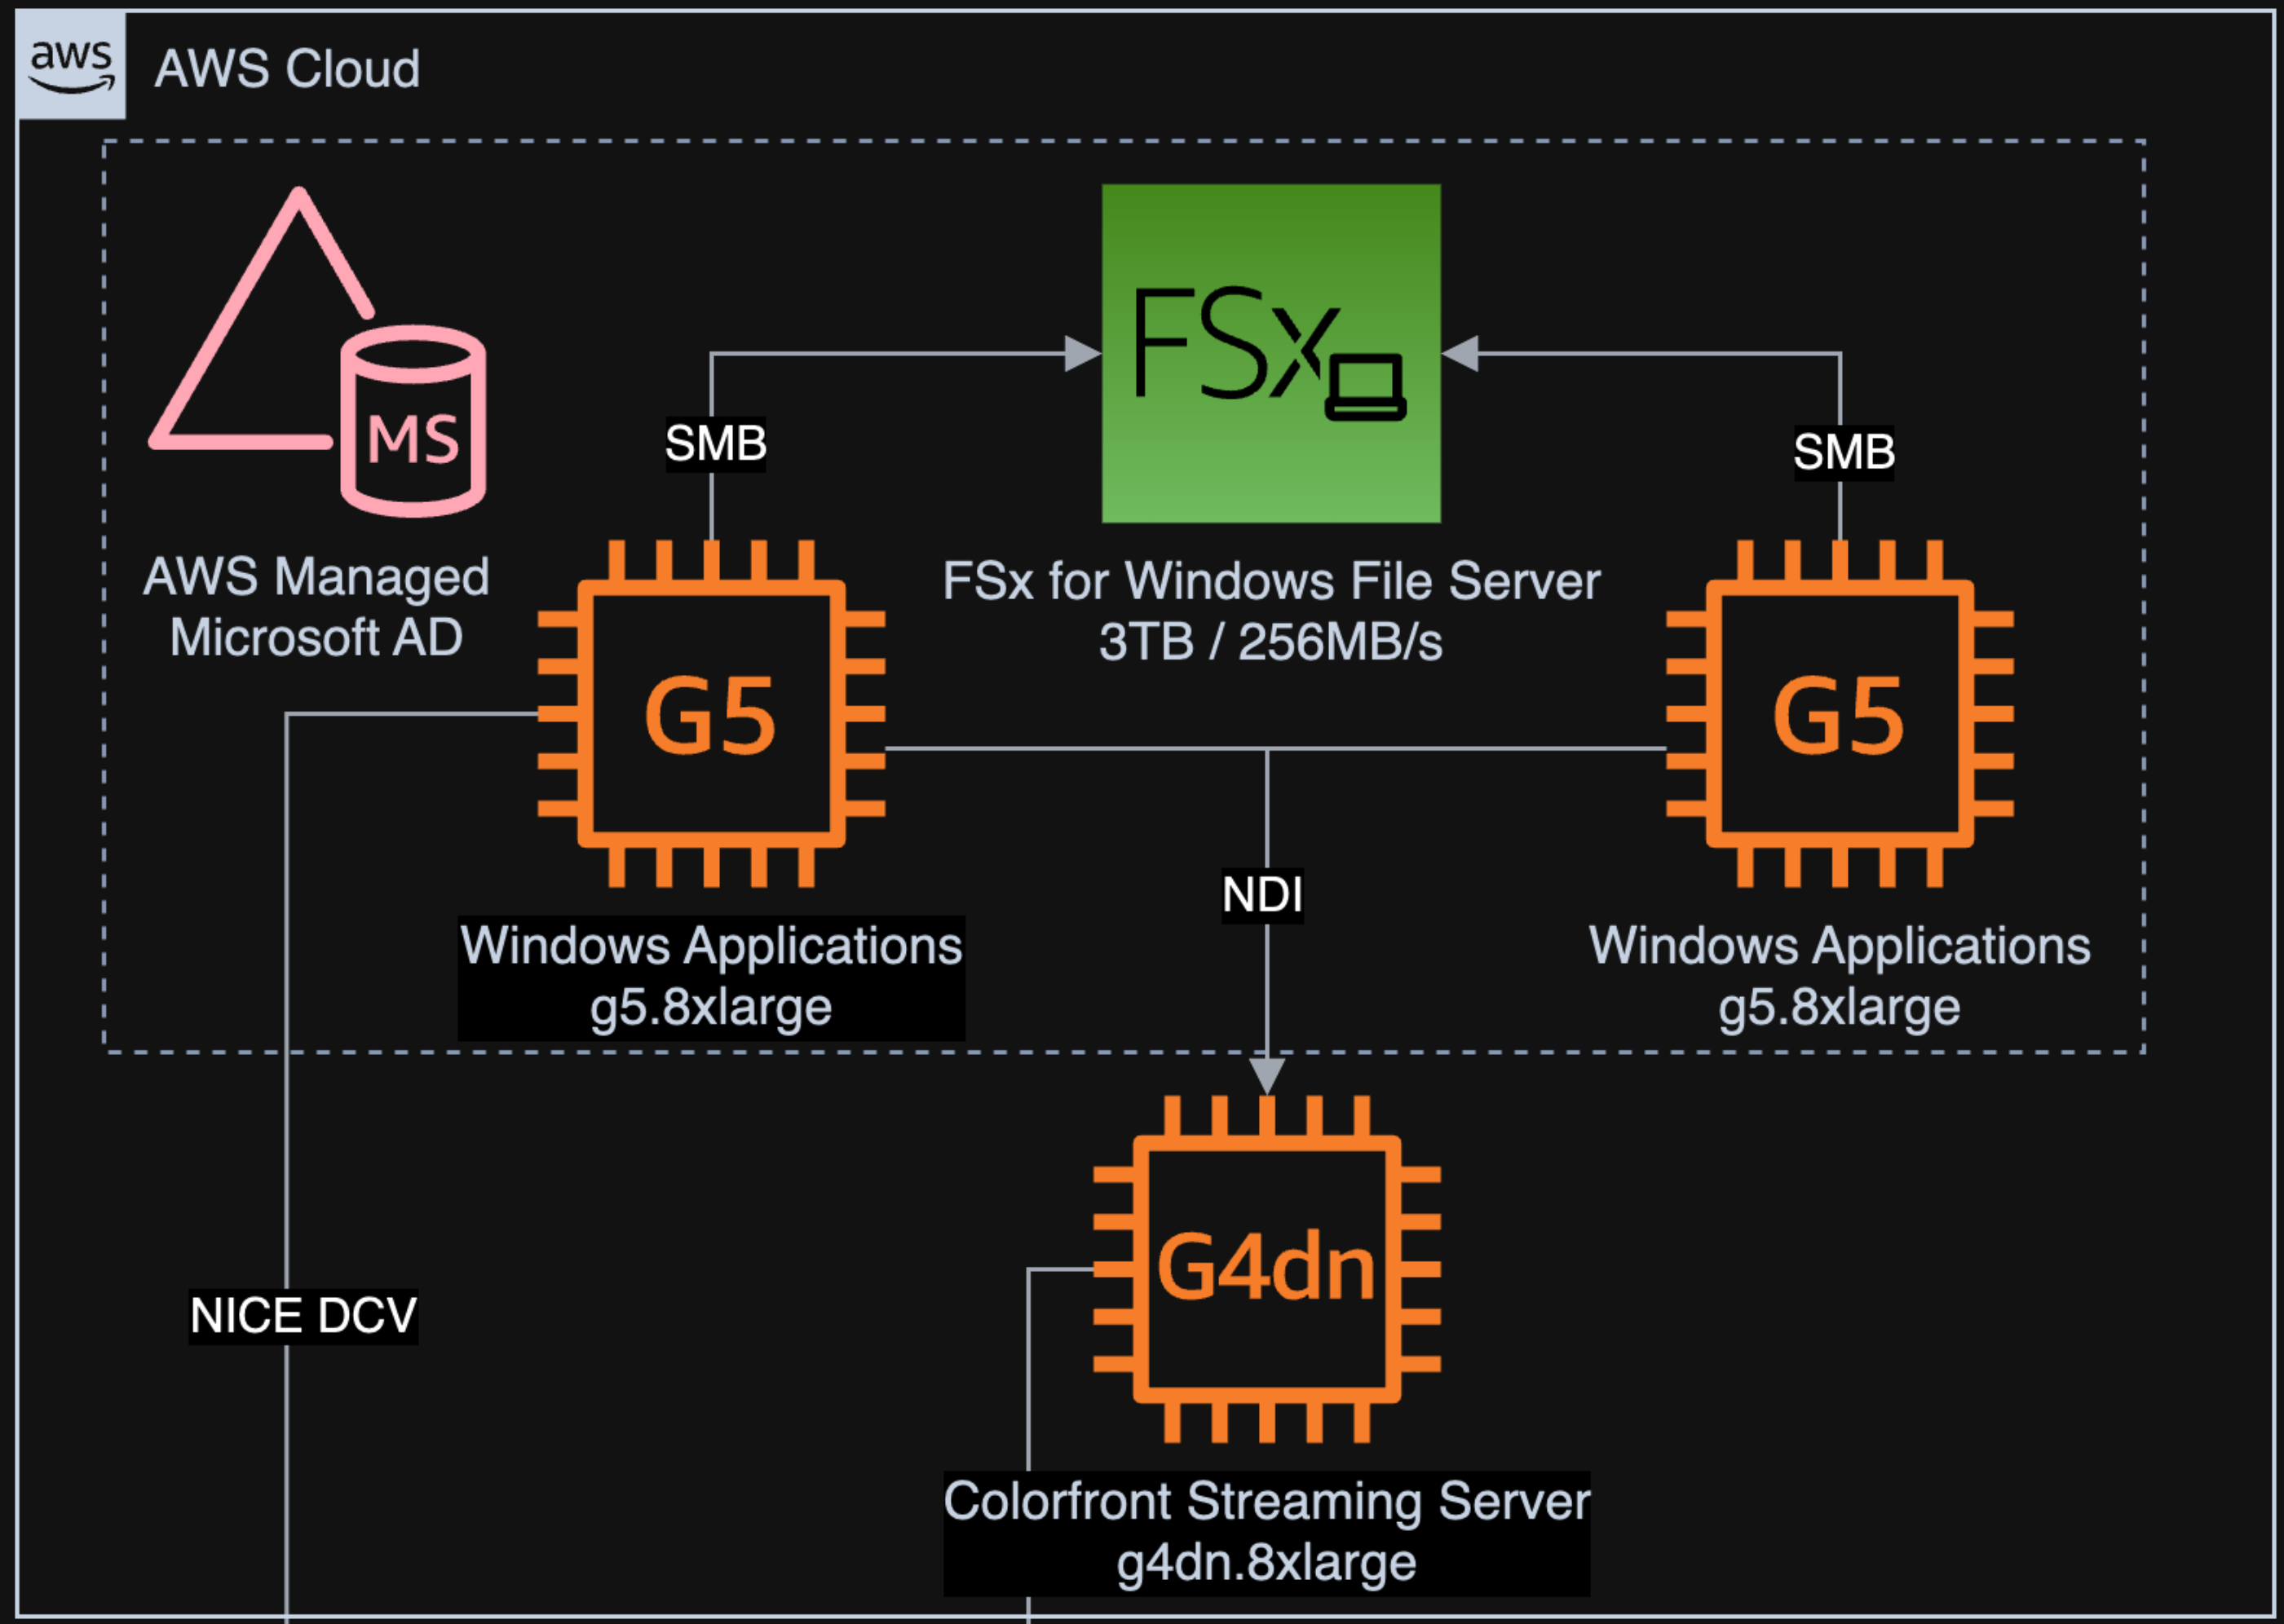 aws
AWS Cloud
MS
AWS Managed
Microsoft AD
FSx
FSx for Windows File Server
3TB / 256MB/s
SMB
SMB
G5
Windows Applications
g5.8xlarge
G5
Windows Applications
g5.8xlarge
NDI
NICE DCV
G4dn
Colorfront Streaming Server
g4dn.8xlarge